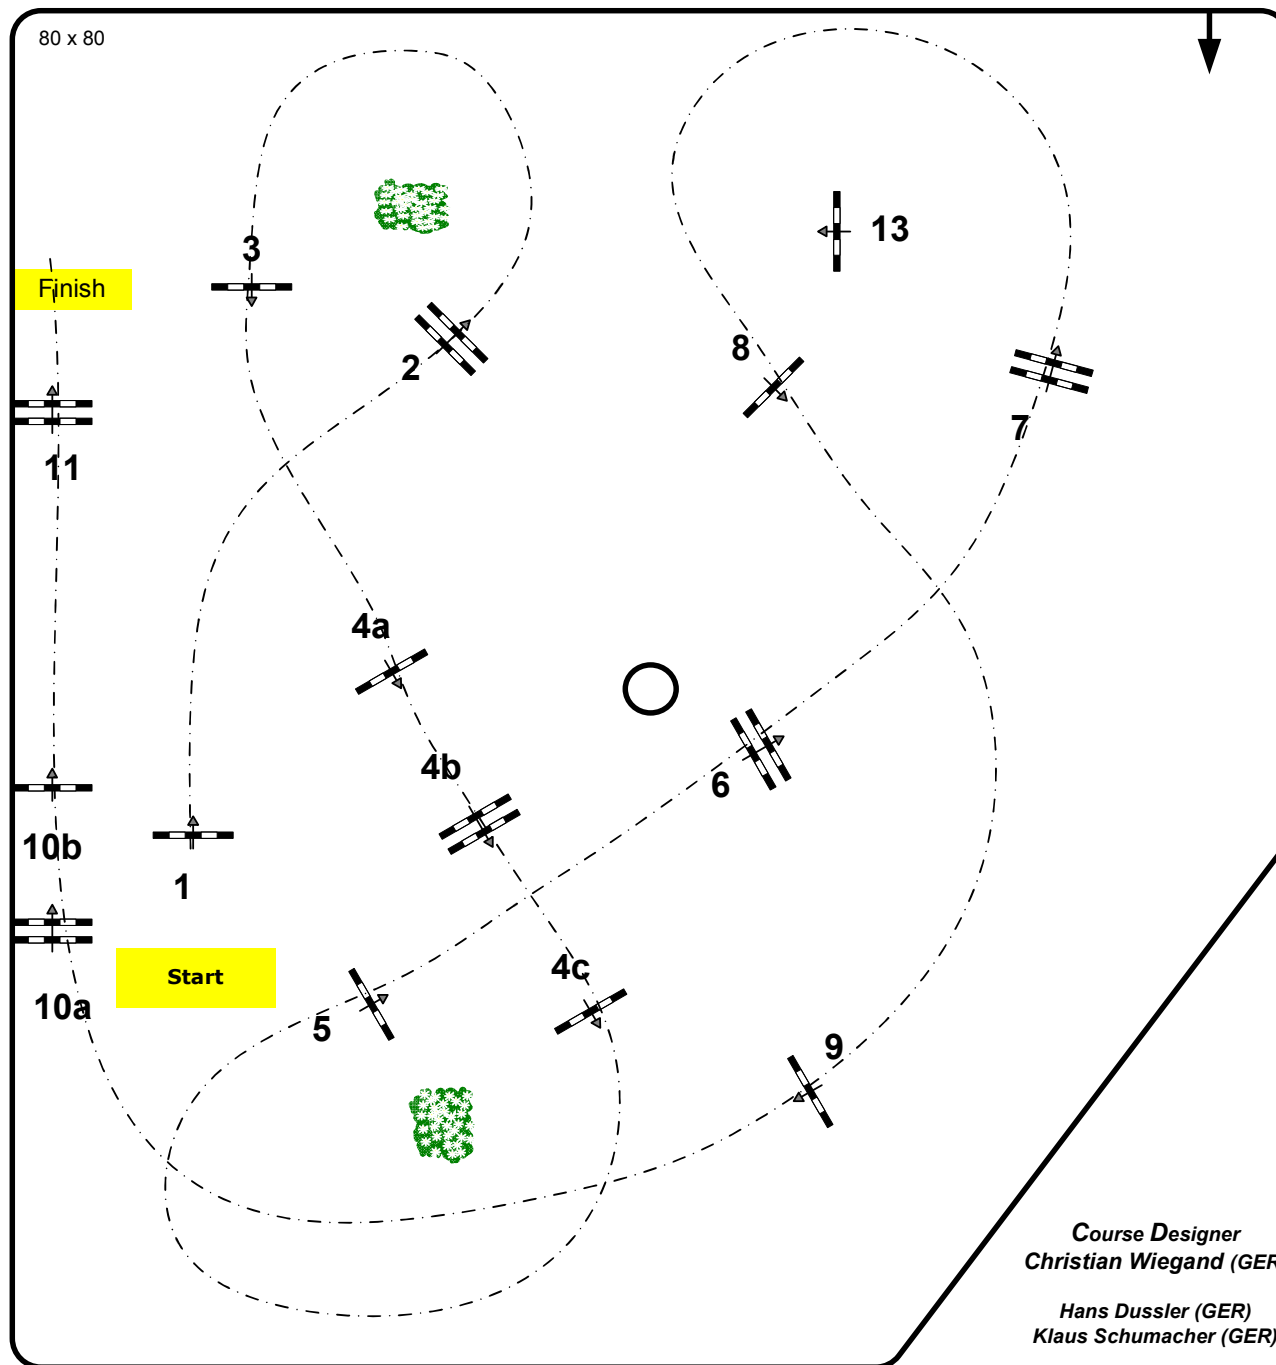 80 x 80
13
3
Finish
8
2
7
11
4a
4b
6
10b
1
4c
Start
10a
5
9
Course Designer
Christian Wiegand (GER
Hans Dussler (GER)
Klaus Schumacher (GER)